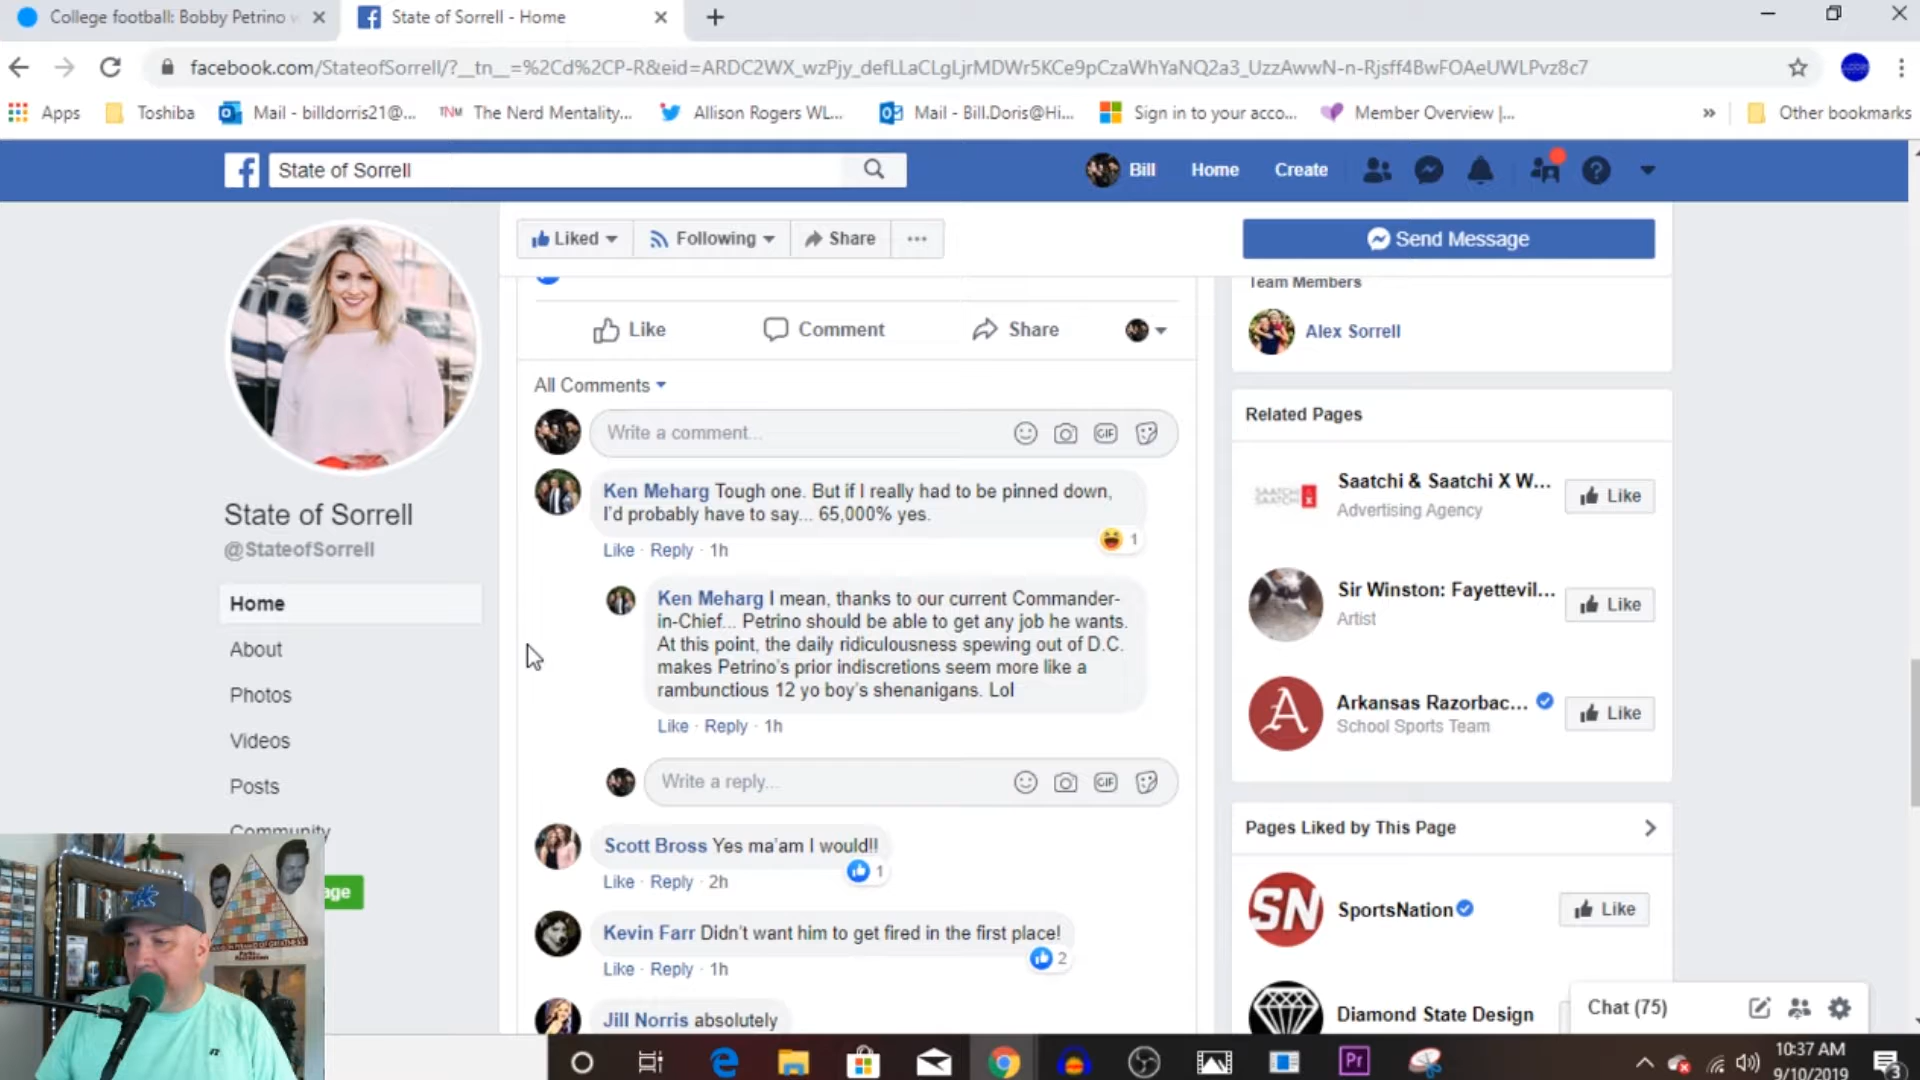 College football: Bobby Petrino
State of Sorrell - Home
facebook.com/StateofSorrell/?__tn__=%2Cd%2CP-R&eid=ARDC2WX_wzPjy_defLLaCLgLjrMDWr5KCe9pCzaWhYaNQ2a3_UzzAwwN-n-Rjsff4BwFOAeUWLPvz8c7
Apps Toshiba Mail - billdorris21@... TNM The Nerd Mentality... Allison Rogers WL... Mail - Bill.Doris@Hi... Sign in to your acco... Member Overview |... » Other bookmarks
State of Sorrell
Bill Home Create
Liked Following Share ...
Send Message
State of Sorrell
@StateofSorrell
Home
About
Photos
Videos
Posts
Community
age
Like Comment Share
All Comments
Write a comment...
GIF
Ken Meharg Tough one. But if I really had to be pinned down,
I'd probably have to say... 65,000% yes.
1
Like · Reply · 1h
Ken Meharg I mean, thanks to our current Commander-
in-Chief... Petrino should be able to get any job he wants.
At this point, the daily ridiculousness spewing out of D.C.
makes Petrino's prior indiscretions seem more like a
rambunctious 12 yo boy's shenanigans. Lol
Like · Reply · 1h
Write a reply...
GIF
Scott Bross Yes ma'am I would!!
1
Like · Reply · 2h
Kevin Farr Didn't want him to get fired in the first place!
2
Like · Reply · 1h
Jill Norris absolutely
Team Members
Alex Sorrell
Related Pages
SAATCHI
SAATCHI X
Saatchi & Saatchi X W...
Advertising Agency
Like
Sir Winston: Fayettevil...
Artist
Like
A
Arkansas Razorbac...
School Sports Team
Like
Pages Liked by This Page
SN
SportsNation
Like
Diamond State Design
Chat (75)
Pr
10:37 AM
9/10/2019
3